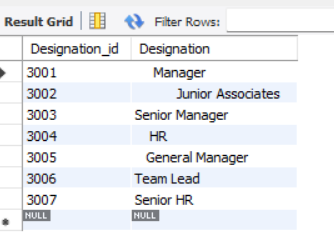 Result Grid Filter Rows:
Designation_id Designation
3001 Manager
3002 Junior Associates
3003 Senior Manager
3004 HR
3005 General Manager
3006 Team Lead
3007 Senior HR
NULL NULL